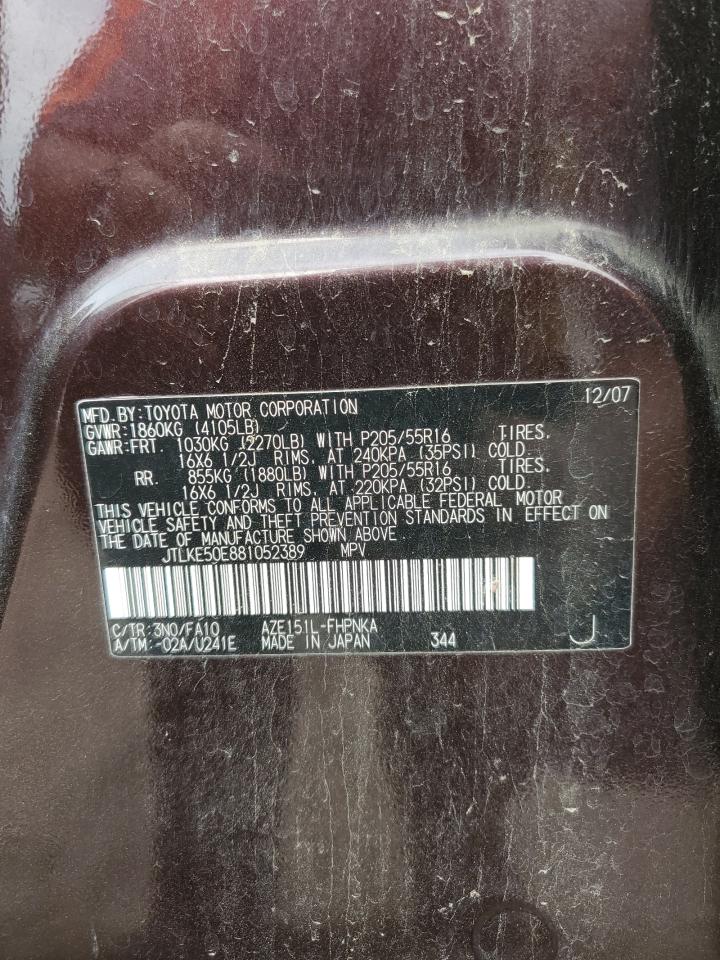 MFD.BY:TOYOTA MOTOR CORPORATION 12/07
GVWR:1860KG (4105LB)
GAWR:FRT. 1030KG (2270LB) WITH P205/55R16 TIRES.
16X6 1/2J RIMS. AT 240KPA (35PSI) COLD.
RR. 855KG (1880LB) WITH P205/55R16 TIRES.
16X6 1/2J RIMS. AT 220KPA (32PSI) COLD.
THIS VEHICLE CONFORMS TO ALL APPLICABLE FEDERAL MOTOR
VEHICLE SAFETY AND THEFT PREVENTION STANDARDS IN EFFECT ON
THE DATE OF MANUFACTURE SHOWN ABOVE.
JTLKE50E881052389 MPV
C/TR:3N0/FA10 AZE151L-FHPNKA
A/TM:-02A/U241E MADE IN JAPAN 344 J